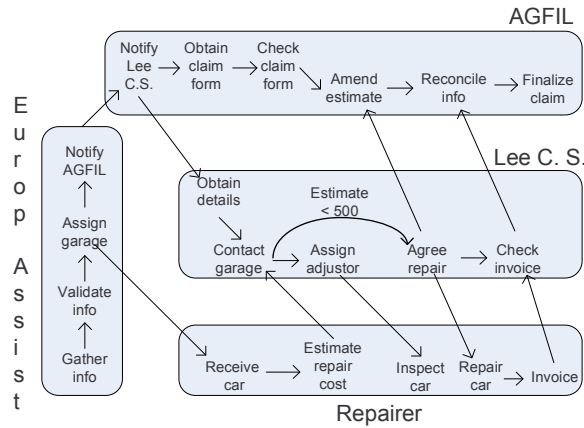 AGFIL
Notify
Lee
C.S.
Obtain
claim
form
Check
claim
form
Amend
estimate
Reconcile
info
Finalize
claim
Europ Assist
Notify
AGFIL
Assign
garage
Validate
info
Gather
info
Lee C. S.
Obtain
details
Estimate
< 500
Contact
garage
Assign
adjustor
Agree
repair
Check
invoice
Receive
car
Estimate
repair
cost
Inspect
car
Repair
car
Invoice
Repairer